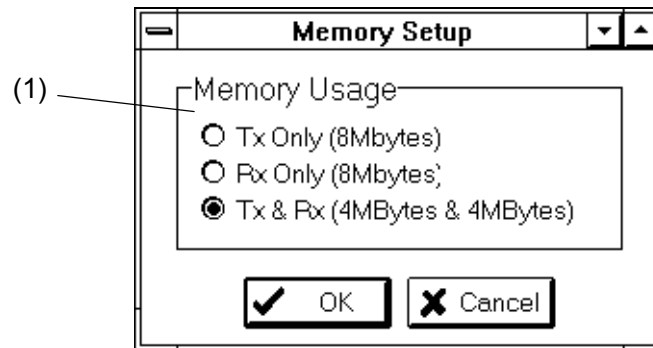 Memory Setup
(1)
Memory Usage
Tx Only (8Mbytes)
Rx Only (8Mbytes)
Tx & Rx (4MBytes & 4MBytes)
OK
Cancel